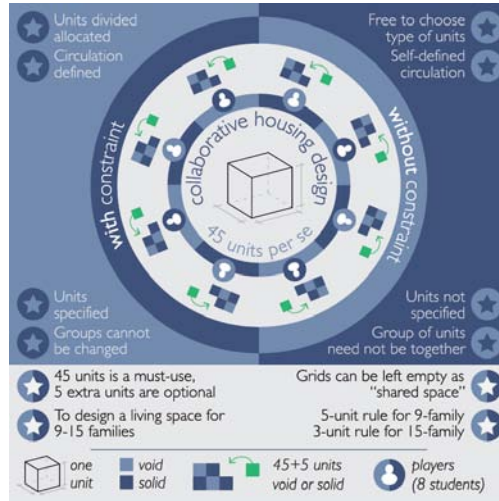 Units divided
allocated
Circulation
defined
Free to choose
type of units
Self-defined
circulation
with constraint
collaborative housing design
45 units per se
without constraint
Units
specified
Groups cannot
be changed
Units not
specified
Group of units
need not be together
45 units is a must-use,
5 extra units are optional
To design a living space for
9-15 families
Grids can be left empty as
“shared space”
5-unit rule for 9-family
3-unit rule for 15-family
one
unit
void
solid
45+5 units
void or solid
players
(8 students)